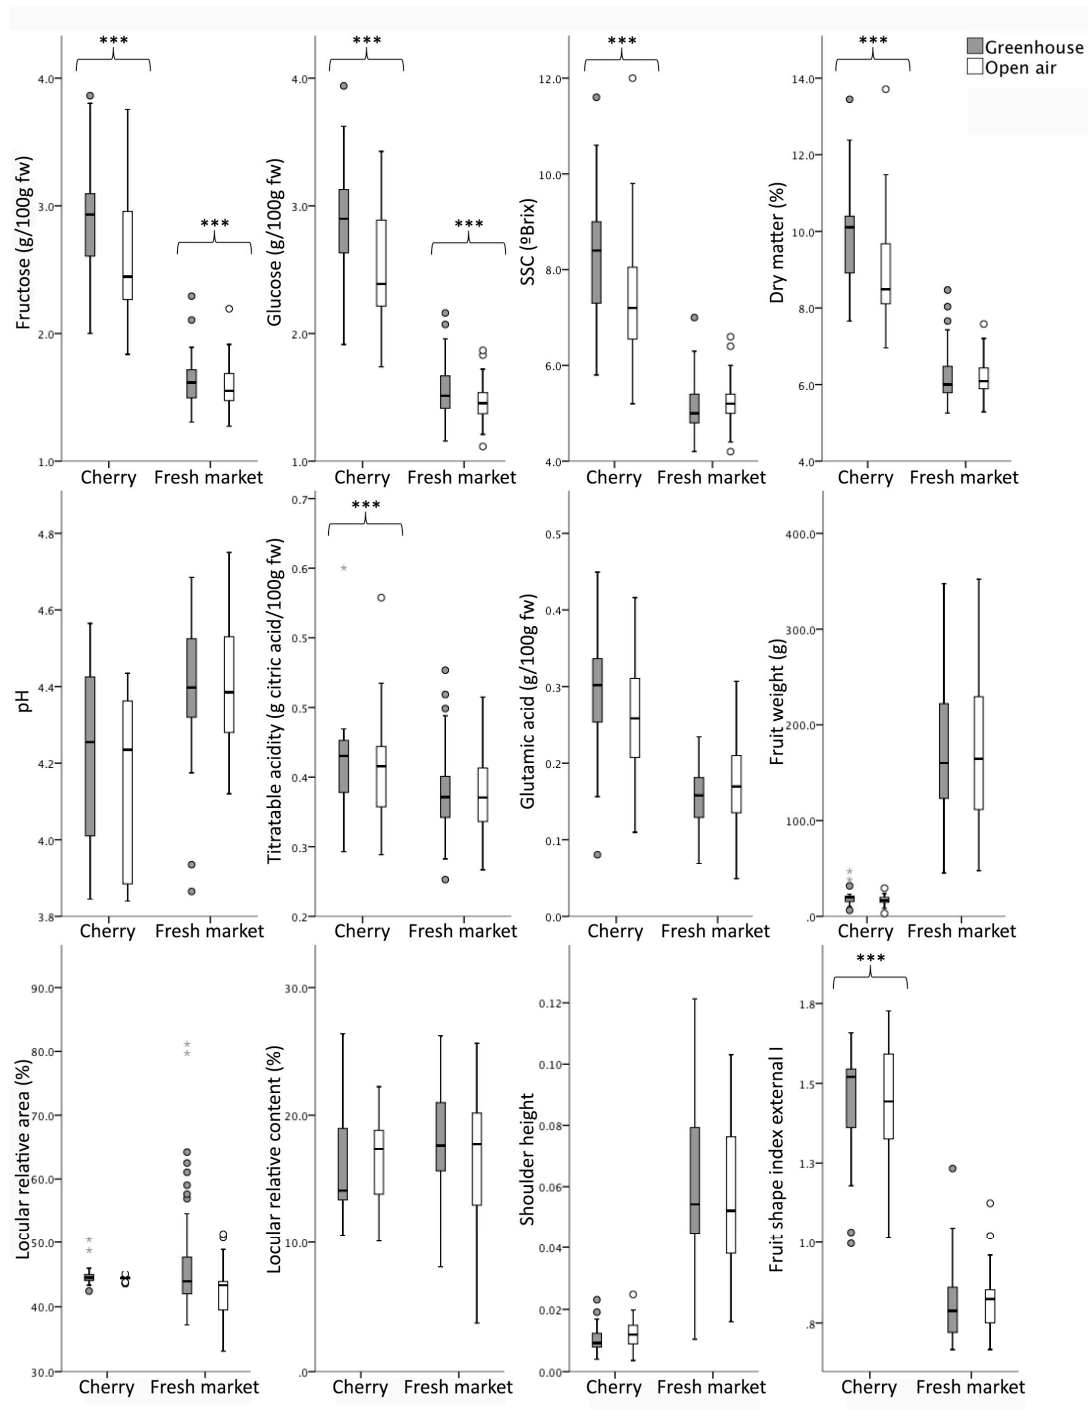 *** *** *** ***
Greenhouse
Open air
Fructose (g/100g fw)
4.0
3.0
2.0
1.0
***
Cherry Fresh market
Glucose (g/100g fw)
4.0
3.0
2.0
1.0
***
Cherry Fresh market
SSC (ºBrix)
12.0
10.0
8.0
6.0
4.0
Cherry Fresh market
Dry matter (%)
14.0
12.0
10.0
8.0
6.0
4.0
Cherry Fresh market
pH
4.8
4.6
4.4
4.2
4.0
3.8
Cherry Fresh market
Titratable acidity (g citric acid/100g fw)
0.7
0.6
0.5
0.5
0.4
0.3
0.2
***
Cherry Fresh market
Glutamic acid (g/100g fw)
0.5
0.4
0.3
0.2
0.1
0.0
Cherry Fresh market
Fruit weight (g)
400.0
300.0
200.0
100.0
.0
Cherry Fresh market
Locular relative area (%)
90.0
80.0
70.0
60.0
50.0
40.0
30.0
Cherry Fresh market
Locular relative content (%)
30.0
20.0
10.0
.0
Cherry Fresh market
Shoulder height
0.12
0.10
0.08
0.06
0.04
0.02
0.00
Cherry Fresh market
Fruit shape index external I
1.8
1.5
1.3
1.0
.8
***
Cherry Fresh market